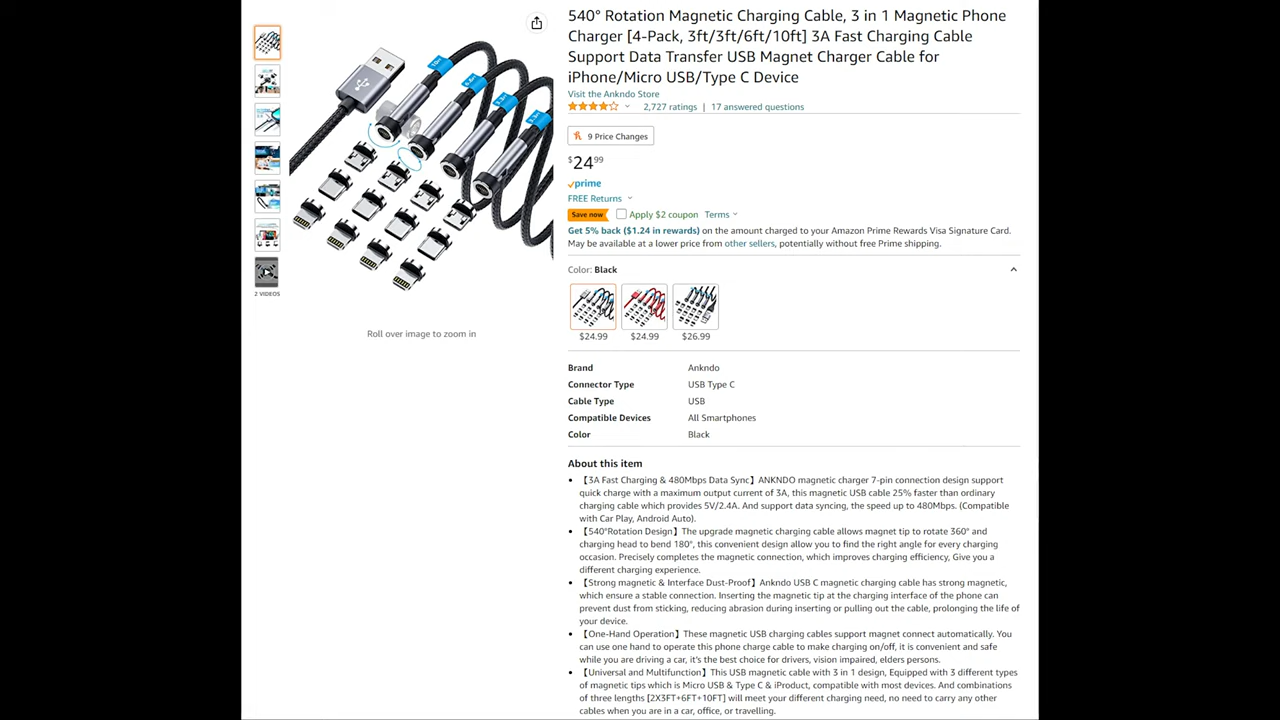 540° Rotation Magnetic Charging Cable, 3 in 1 Magnetic Phone
Charger [4-Pack, 3ft/3ft/6ft/10ft] 3A Fast Charging Cable
Support Data Transfer USB Magnet Charger Cable for
iPhone/Micro USB/Type C Device
Visit the Ankndo Store
2,727 ratings | 17 answered questions
9 Price Changes
$24.99
prime
FREE Returns
Save now Apply $2 coupon Terms
Get 5% back ($1.24 in rewards) on the amount charged to your Amazon Prime Rewards Visa Signature Card.
May be available at a lower price from other sellers, potentially without free Prime shipping.
2 VIDEOS
Roll over image to zoom in
Color: Black
$24.99 $24.99 $26.99
Brand Ankndo
Connector Type USB Type C
Cable Type USB
Compatible Devices All Smartphones
Color Black
About this item
【3A Fast Charging & 480Mbps Data Sync】ANKNDO magnetic charger 7-pin connection design support
quick charge with a maximum output current of 3A, this magnetic USB cable 25% faster than ordinary
charging cable which provides 5V/2.4A. And support data syncing, the speed up to 480Mbps. (Compatible
with Car Play, Android Auto).
【540°Rotation Design】The upgrade magnetic charging cable allows magnet tip to rotate 360° and
charging head to bend 180°, this convenient design allow you to find the right angle for every charging
occasion. Precisely completes the magnetic connection, which improves charging efficiency, Give you a
different charging experience.
【Strong magnetic & Interface Dust-Proof】Ankndo USB C magnetic charging cable has strong magnetic,
which ensure a stable connection. Inserting the magnetic tip at the charging interface of the phone can
prevent dust from sticking, reducing abrasion during inserting or pulling out the cable, prolonging the life of
your device.
【One-Hand Operation】These magnetic USB charging cables support magnet connect automatically. You
can use one hand to operate this phone charge cable to make charging on/off, it is convenient and safe
while you are driving a car, it's the best choice for drivers, vision impaired, elders persons.
【Universal and Multifunction】This USB magnetic cable with 3 in 1 design, Equipped with 3 different types
of magnetic tips which is Micro USB & Type C & iProduct, compatible with most devices. And combinations
of three lengths [2X3FT+6FT+10FT] will meet your different charging need, no need to carry any other
cables when you are in a car, office, or travelling.